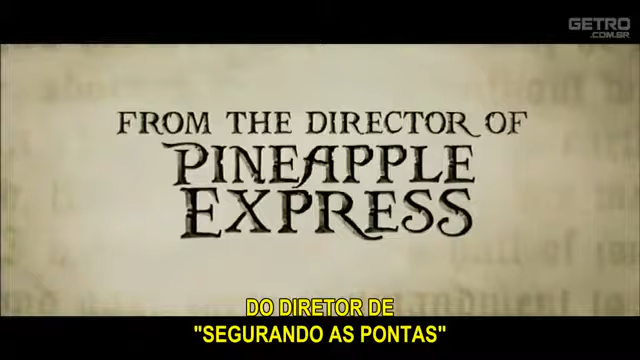 GETRO
.COM.BR
FROM THE DIRECTOR OF
PINEAPPLE
EXPRESS
DO DIRETOR DE
"SEGURANDO AS PONTAS"